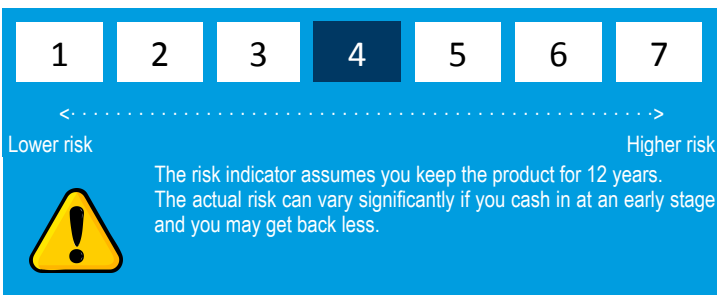 1 2 3 4 5 6 7
<· · · · · · · · · · · · · · · · · · · · · · · · · · · · · · · · · · · · · · · · · · · · · · · · · · · · · · · · ·>
Lower risk Higher risk
The risk indicator assumes you keep the product for 12 years.
The actual risk can vary significantly if you cash in at an early stage
and you may get back less.